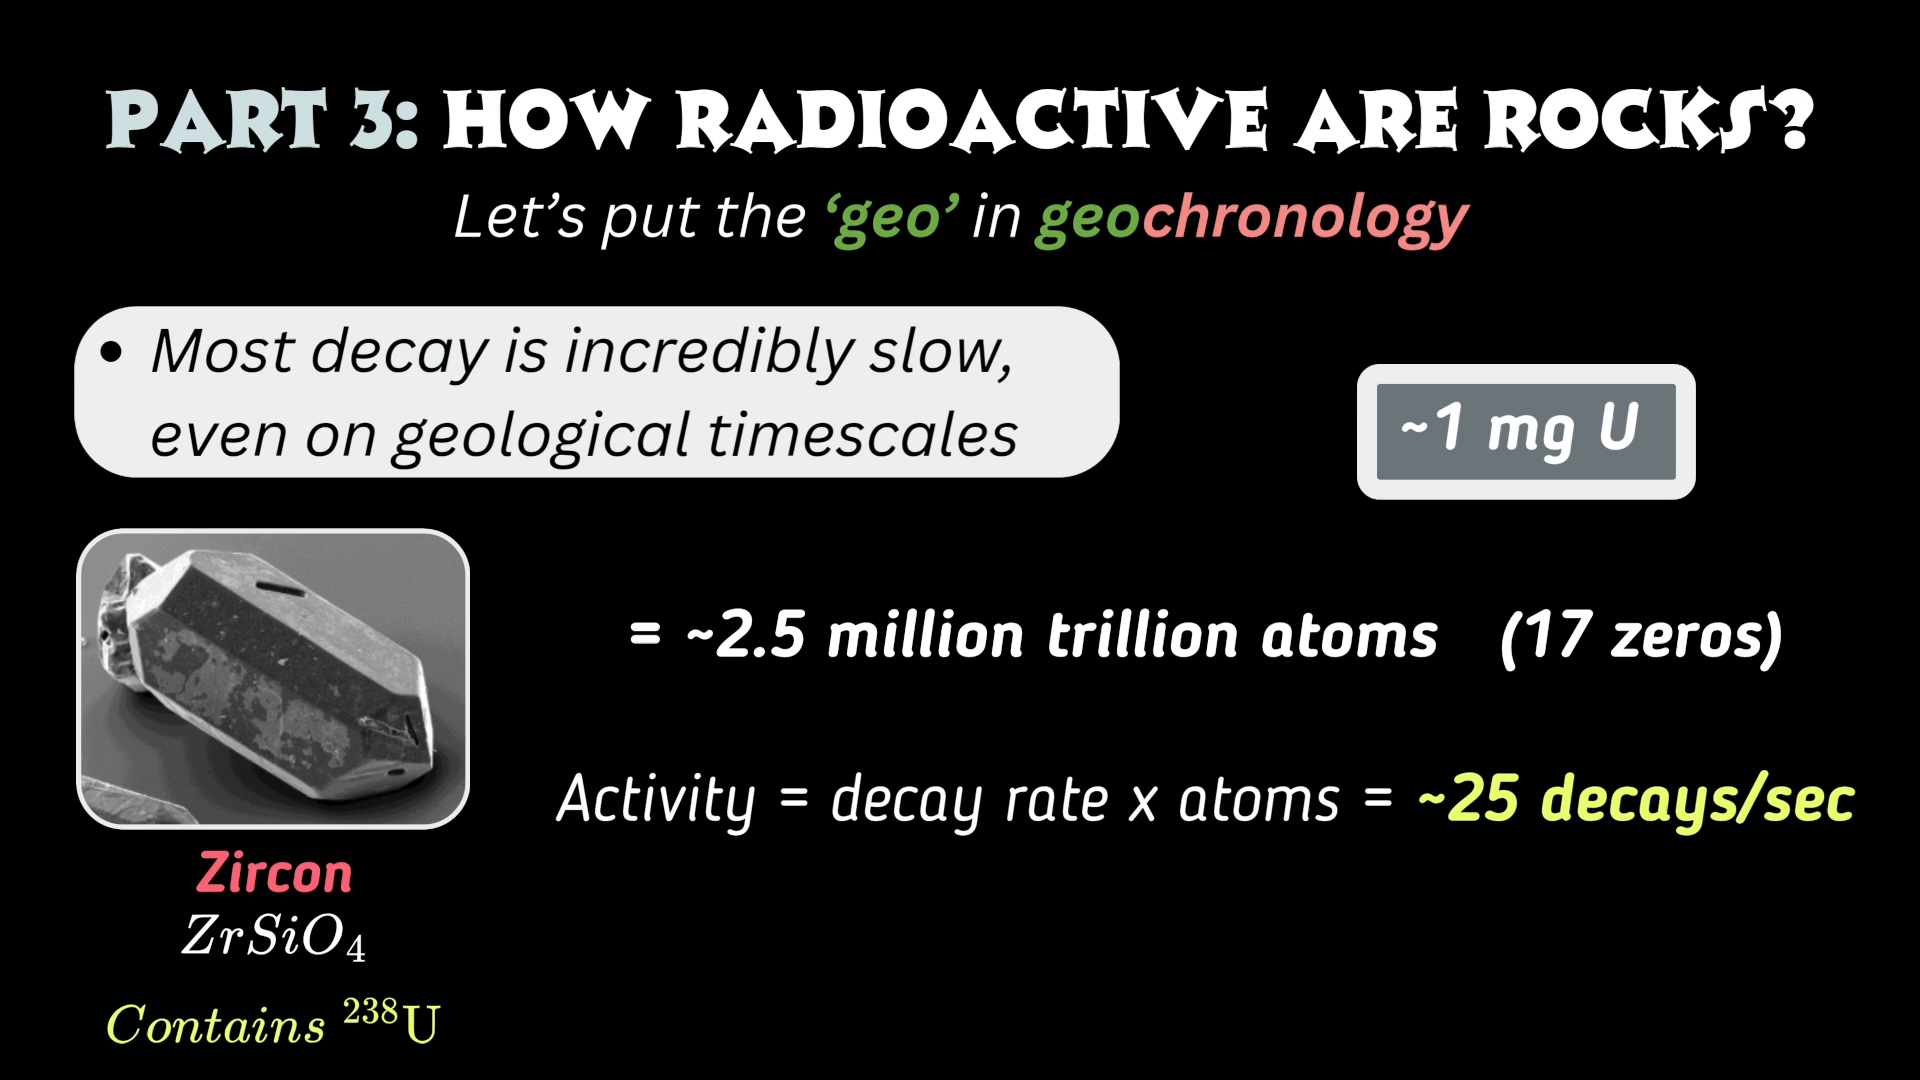 PART 3: HOW RADIOACTIVE ARE ROCKS?
Let's put the ‘geo’ in geochronology
• Most decay is incredibly slow,
even on geological timescales
~1 mg U
= ~2.5 million trillion atoms (17 zeros)
Activity = decay rate x atoms = ~25 decays/sec
Zircon
ZrSiO₄
Contains ²³⁸U